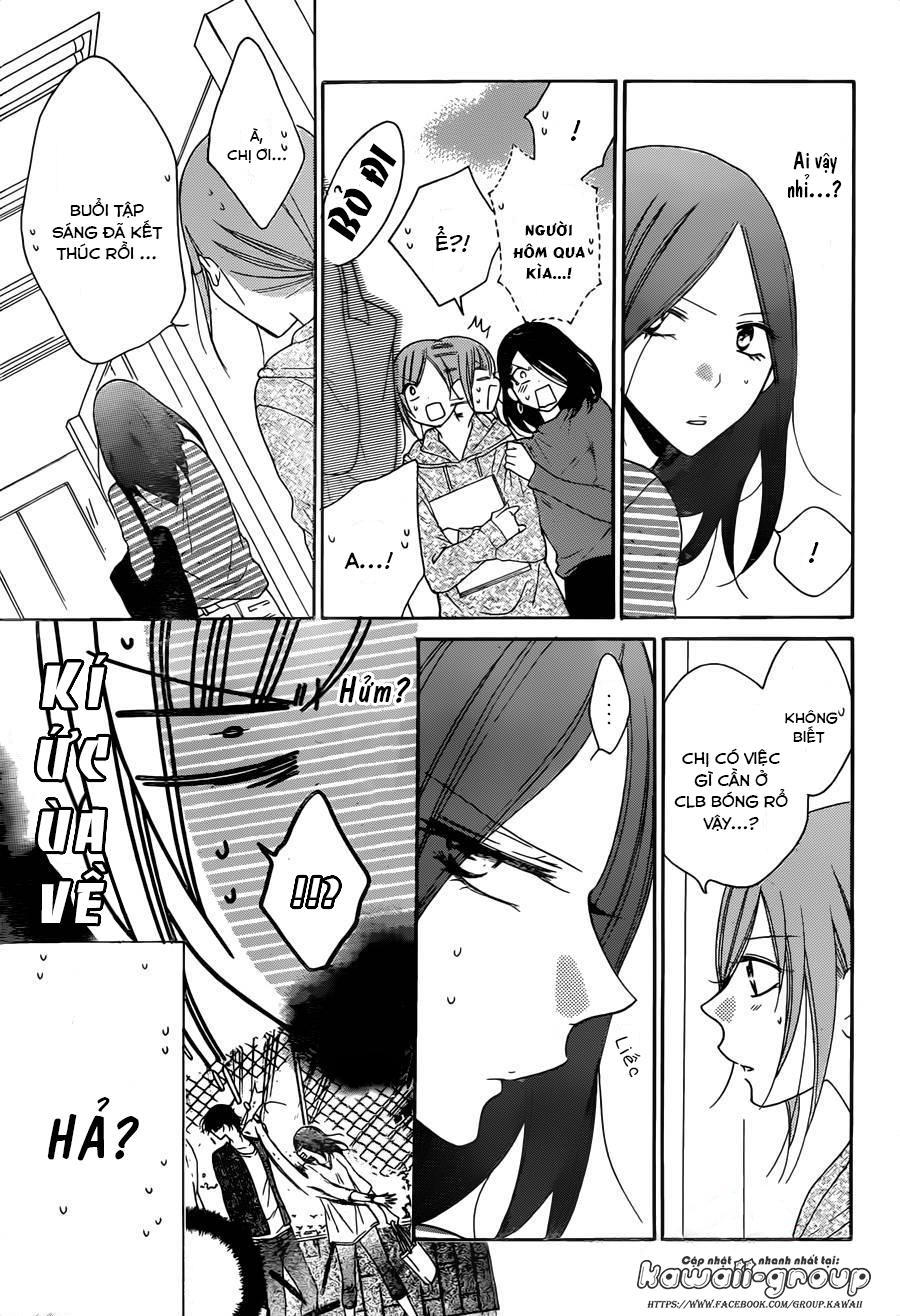 Ai vậy
nhỉ...?
!
!
NGƯỜI
HÔM QUA
KÌA...!
Ể?!
BỎ ĐI
A...!
À,
CHỊ ƠI...
BUỔI TẬP
SÁNG ĐÃ KẾT
THÚC RỒI ...
KHÔNG
BIẾT
CHỊ CÓ VIỆC
GÌ CẦN Ở
CLB BÓNG RỔ
VẬY...?
....
Liếc
Hửm?
!!!?
KÍ
ỨC
ÙA
VỀ
HẢ?
Cập nhật nhanh nhất tại:
kawaii-group
HTTPS://WWW.FACEBOOK.COM/GROUP.KAWAII